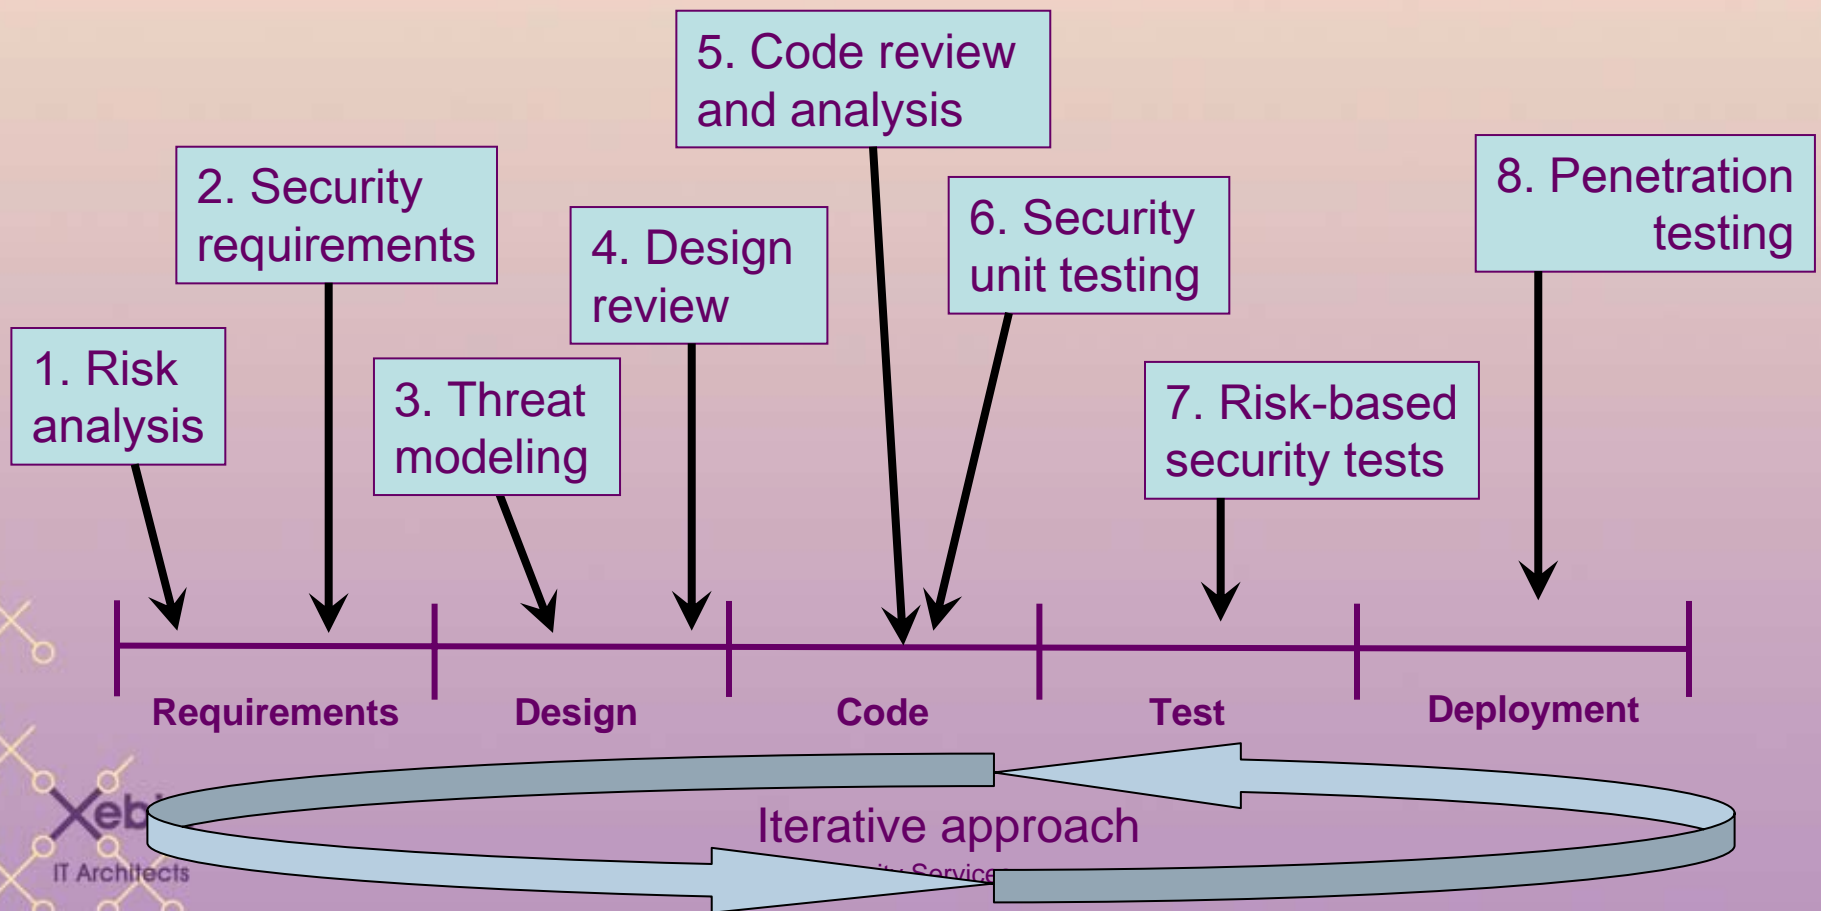 5. Code review
and analysis
2. Security
requirements
8. Penetration
testing
4. Design
review
6. Security
unit testing
1. Risk
analysis
3. Threat
modeling
7. Risk-based
security tests
Requirements
Design
Code
Test
Deployment
Iterative approach
IT Architects